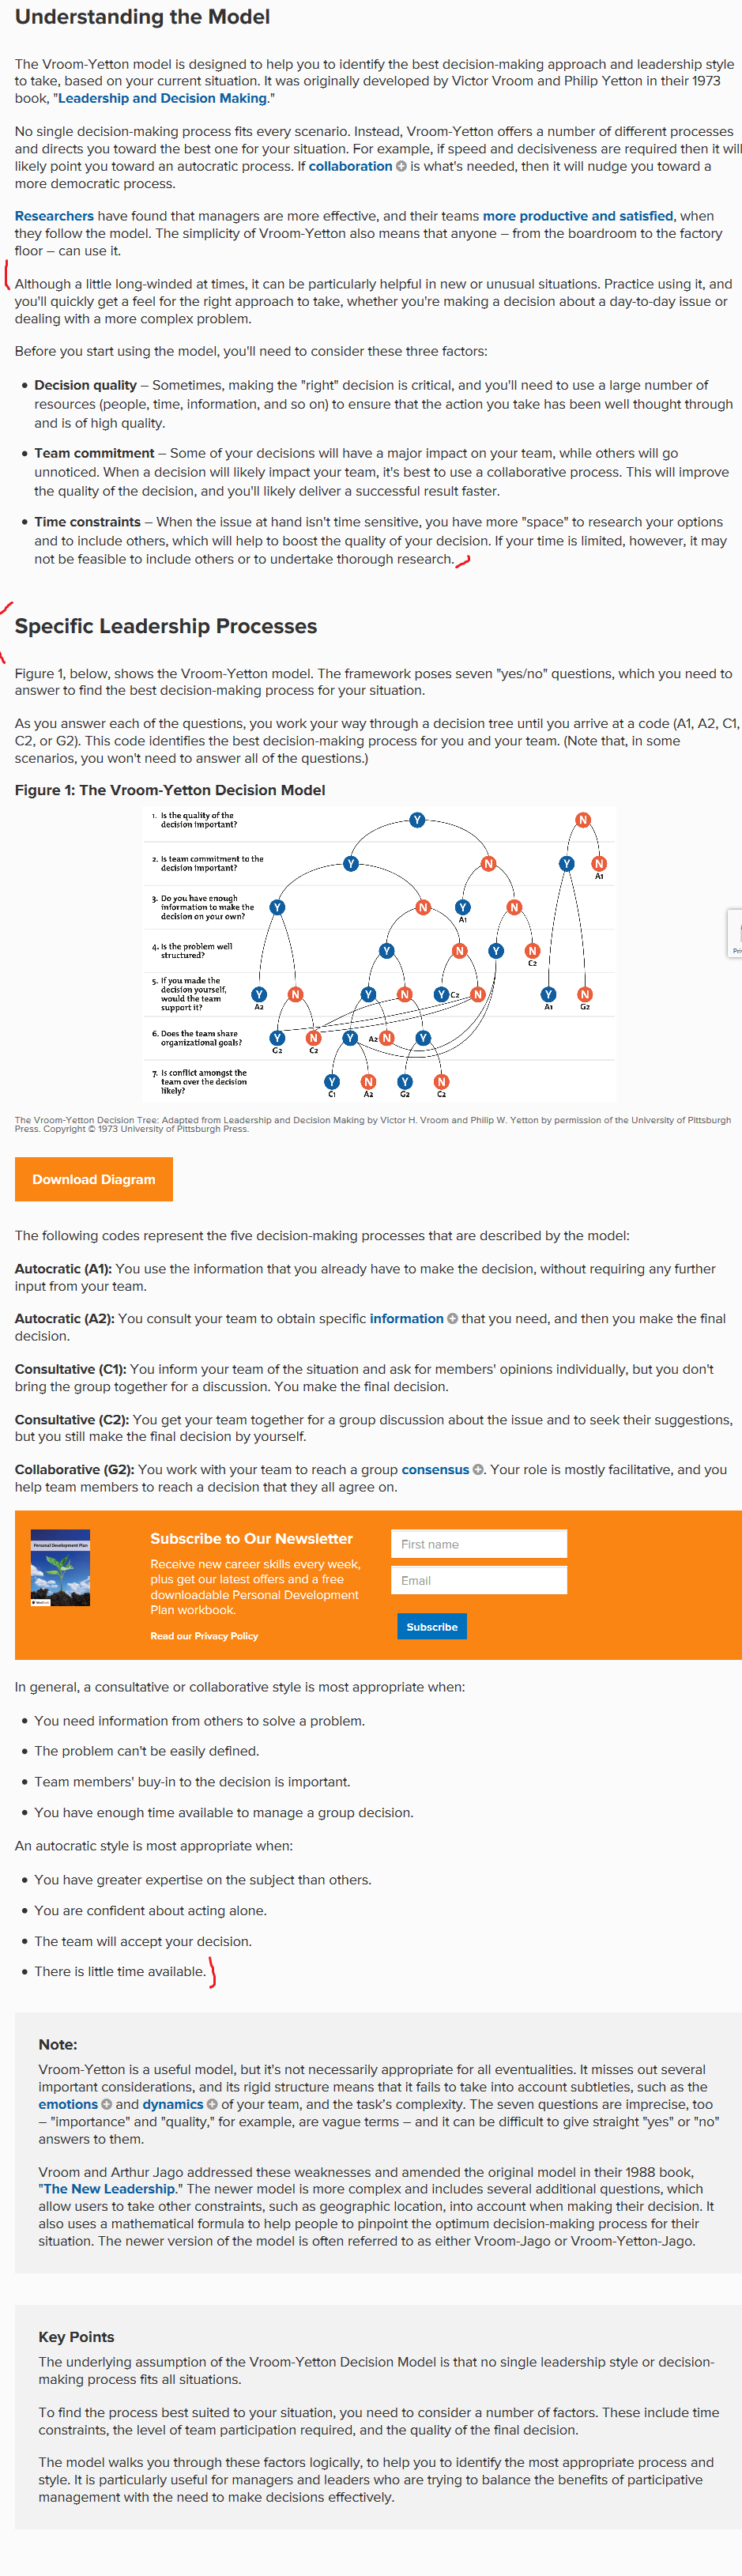 Understanding the Model
The Vroom-Yetton model is designed to help you to identify the best decision-making approach and leadership style
to take, based on your current situation. It was originally developed by Victor Vroom and Philip Yetton in their 1973
book, "Leadership and Decision Making."
No single decision-making process fits every scenario. Instead, Vroom-Yetton offers a number of different processes
and directs you toward the best one for your situation. For example, if speed and decisiveness are required then it will
likely point you toward an autocratic process. If collaboration is what's needed, then it will nudge you toward a
more democratic process.
Researchers have found that managers are more effective, and their teams more productive and satisfied, when
they follow the model. The simplicity of Vroom-Yetton also means that anyone – from the boardroom to the factory
floor – can use it.
Although a little long-winded at times, it can be particularly helpful in new or unusual situations. Practice using it, and
you'll quickly get a feel for the right approach to take, whether you're making a decision about a day-to-day issue or
dealing with a more complex problem.
Before you start using the model, you'll need to consider these three factors:
• Decision quality – Sometimes, making the "right" decision is critical, and you'll need to use a large number of
resources (people, time, information, and so on) to ensure that the action you take has been well thought through
and is of high quality.
• Team commitment – Some of your decisions will have a major impact on your team, while others will go
unnoticed. When a decision will likely impact your team, it's best to use a collaborative process. This will improve
the quality of the decision, and you'll likely deliver a successful result faster.
• Time constraints – When the issue at hand isn't time sensitive, you have more "space" to research your options
and to include others, which will help to boost the quality of your decision. If your time is limited, however, it may
not be feasible to include others or to undertake thorough research.
Specific Leadership Processes
Figure 1, below, shows the Vroom-Yetton model. The framework poses seven "yes/no" questions, which you need to
answer to find the best decision-making process for your situation.
As you answer each of the questions, you work your way through a decision tree until you arrive at a code (A1, A2, C1,
C2, or G2). This code identifies the best decision-making process for you and your team. (Note that, in some
scenarios, you won't need to answer all of the questions.)
Figure 1: The Vroom-Yetton Decision Model
1. Is the quality of the
decision important?
Y N
2. Is team commitment to the
decision important?
Y N Y N
A1
3. Do you have enough
information to make the
decision on your own?
Y N Y N
A1
4. Is the problem well
structured?
Y N Y N
C2
5. If you made the
decision yourself,
would the team
support it?
Y N Y N Y C2 N Y N
A2 A1 G2
6. Does the team share
organizational goals?
Y N Y A2 N Y
G2 C2
7. Is conflict amongst the
team over the decision
likely?
Y N Y N
C1 A2 G2 C2
The Vroom-Yetton Decision Tree: Adapted from Leadership and Decision Making by Victor H. Vroom and Philip W. Yetton by permission of the University of Pittsburgh
Press. Copyright © 1973 University of Pittsburgh Press.
Download Diagram
The following codes represent the five decision-making processes that are described by the model:
Autocratic (A1): You use the information that you already have to make the decision, without requiring any further
input from your team.
Autocratic (A2): You consult your team to obtain specific information that you need, and then you make the final
decision.
Consultative (C1): You inform your team of the situation and ask for members' opinions individually, but you don't
bring the group together for a discussion. You make the final decision.
Consultative (C2): You get your team together for a group discussion about the issue and to seek their suggestions,
but you still make the final decision by yourself.
Collaborative (G2): You work with your team to reach a group consensus. Your role is mostly facilitative, and you
help team members to reach a decision that they all agree on.
Personal Development Plan
Subscribe to Our Newsletter
Receive new career skills every week,
plus get our latest offers and a free
downloadable Personal Development
Plan workbook.
Read our Privacy Policy
First name
Email
Subscribe
In general, a consultative or collaborative style is most appropriate when:
• You need information from others to solve a problem.
• The problem can't be easily defined.
• Team members' buy-in to the decision is important.
• You have enough time available to manage a group decision.
An autocratic style is most appropriate when:
• You have greater expertise on the subject than others.
• You are confident about acting alone.
• The team will accept your decision.
• There is little time available.
Note:
Vroom-Yetton is a useful model, but it's not necessarily appropriate for all eventualities. It misses out several
important considerations, and its rigid structure means that it fails to take into account subtleties, such as the
emotions and dynamics of your team, and the task's complexity. The seven questions are imprecise, too
– "importance" and "quality," for example, are vague terms – and it can be difficult to give straight "yes" or "no"
answers to them.
Vroom and Arthur Jago addressed these weaknesses and amended the original model in their 1988 book,
"The New Leadership." The newer model is more complex and includes several additional questions, which
allow users to take other constraints, such as geographic location, into account when making their decision. It
also uses a mathematical formula to help people to pinpoint the optimum decision-making process for their
situation. The newer version of the model is often referred to as either Vroom-Jago or Vroom-Yetton-Jago.
Key Points
The underlying assumption of the Vroom-Yetton Decision Model is that no single leadership style or decision-
making process fits all situations.
To find the process best suited to your situation, you need to consider a number of factors. These include time
constraints, the level of team participation required, and the quality of the final decision.
The model walks you through these factors logically, to help you to identify the most appropriate process and
style. It is particularly useful for managers and leaders who are trying to balance the benefits of participative
management with the need to make decisions effectively.